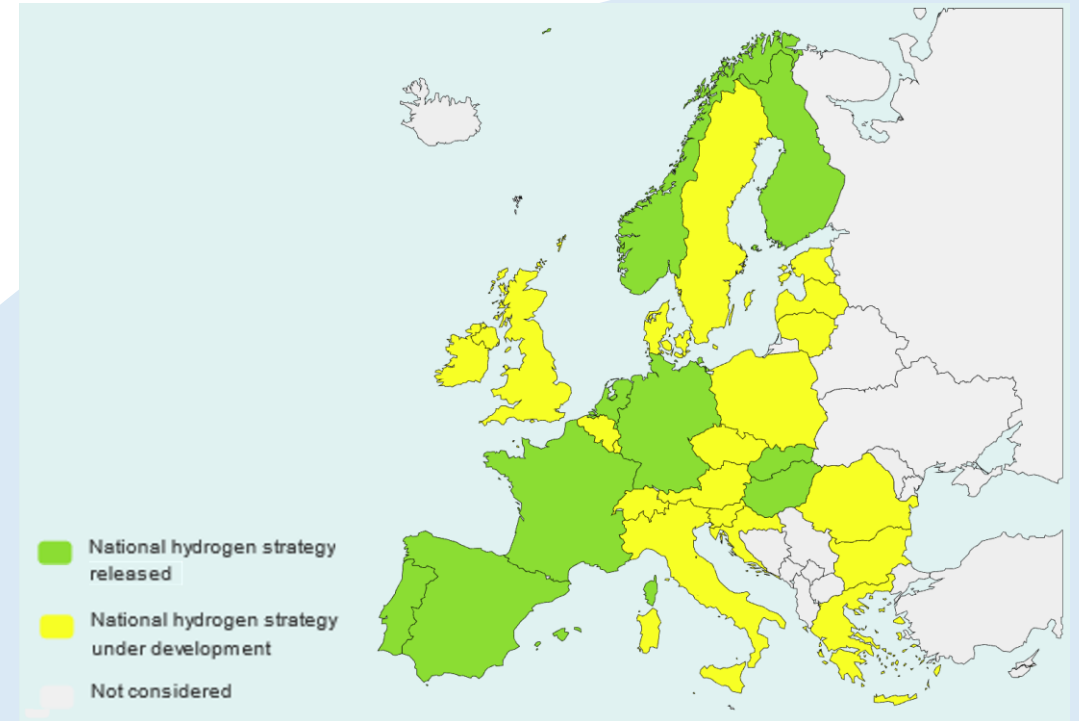 National hydrogen strategy
released
National hydrogen strategy
under development
Not considered